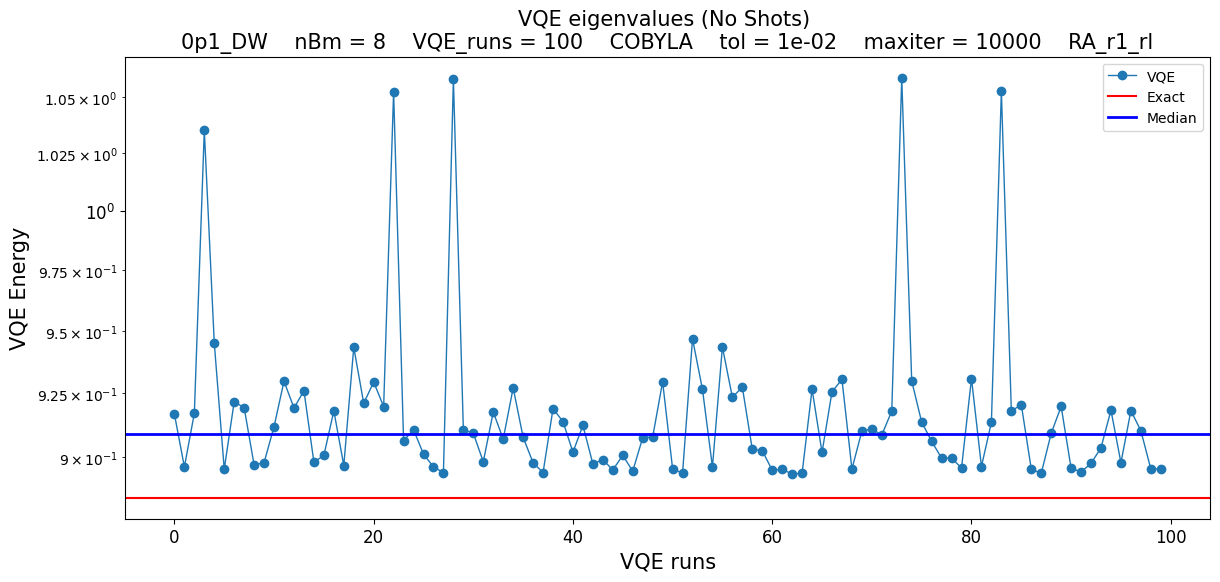 VQE eigenvalues (No Shots)
0p1_DW    nBm = 8    VQE_runs = 100    COBYLA    tol = 1e-02    maxiter = 10000    RA_r1_rl
VQE Energy
1.05 × 10⁰
1.025 × 10⁰
10⁰
9.75 × 10⁻¹
9.5 × 10⁻¹
9.25 × 10⁻¹
9 × 10⁻¹
VQE
Exact
Median
0 20 40 60 80 100
VQE runs